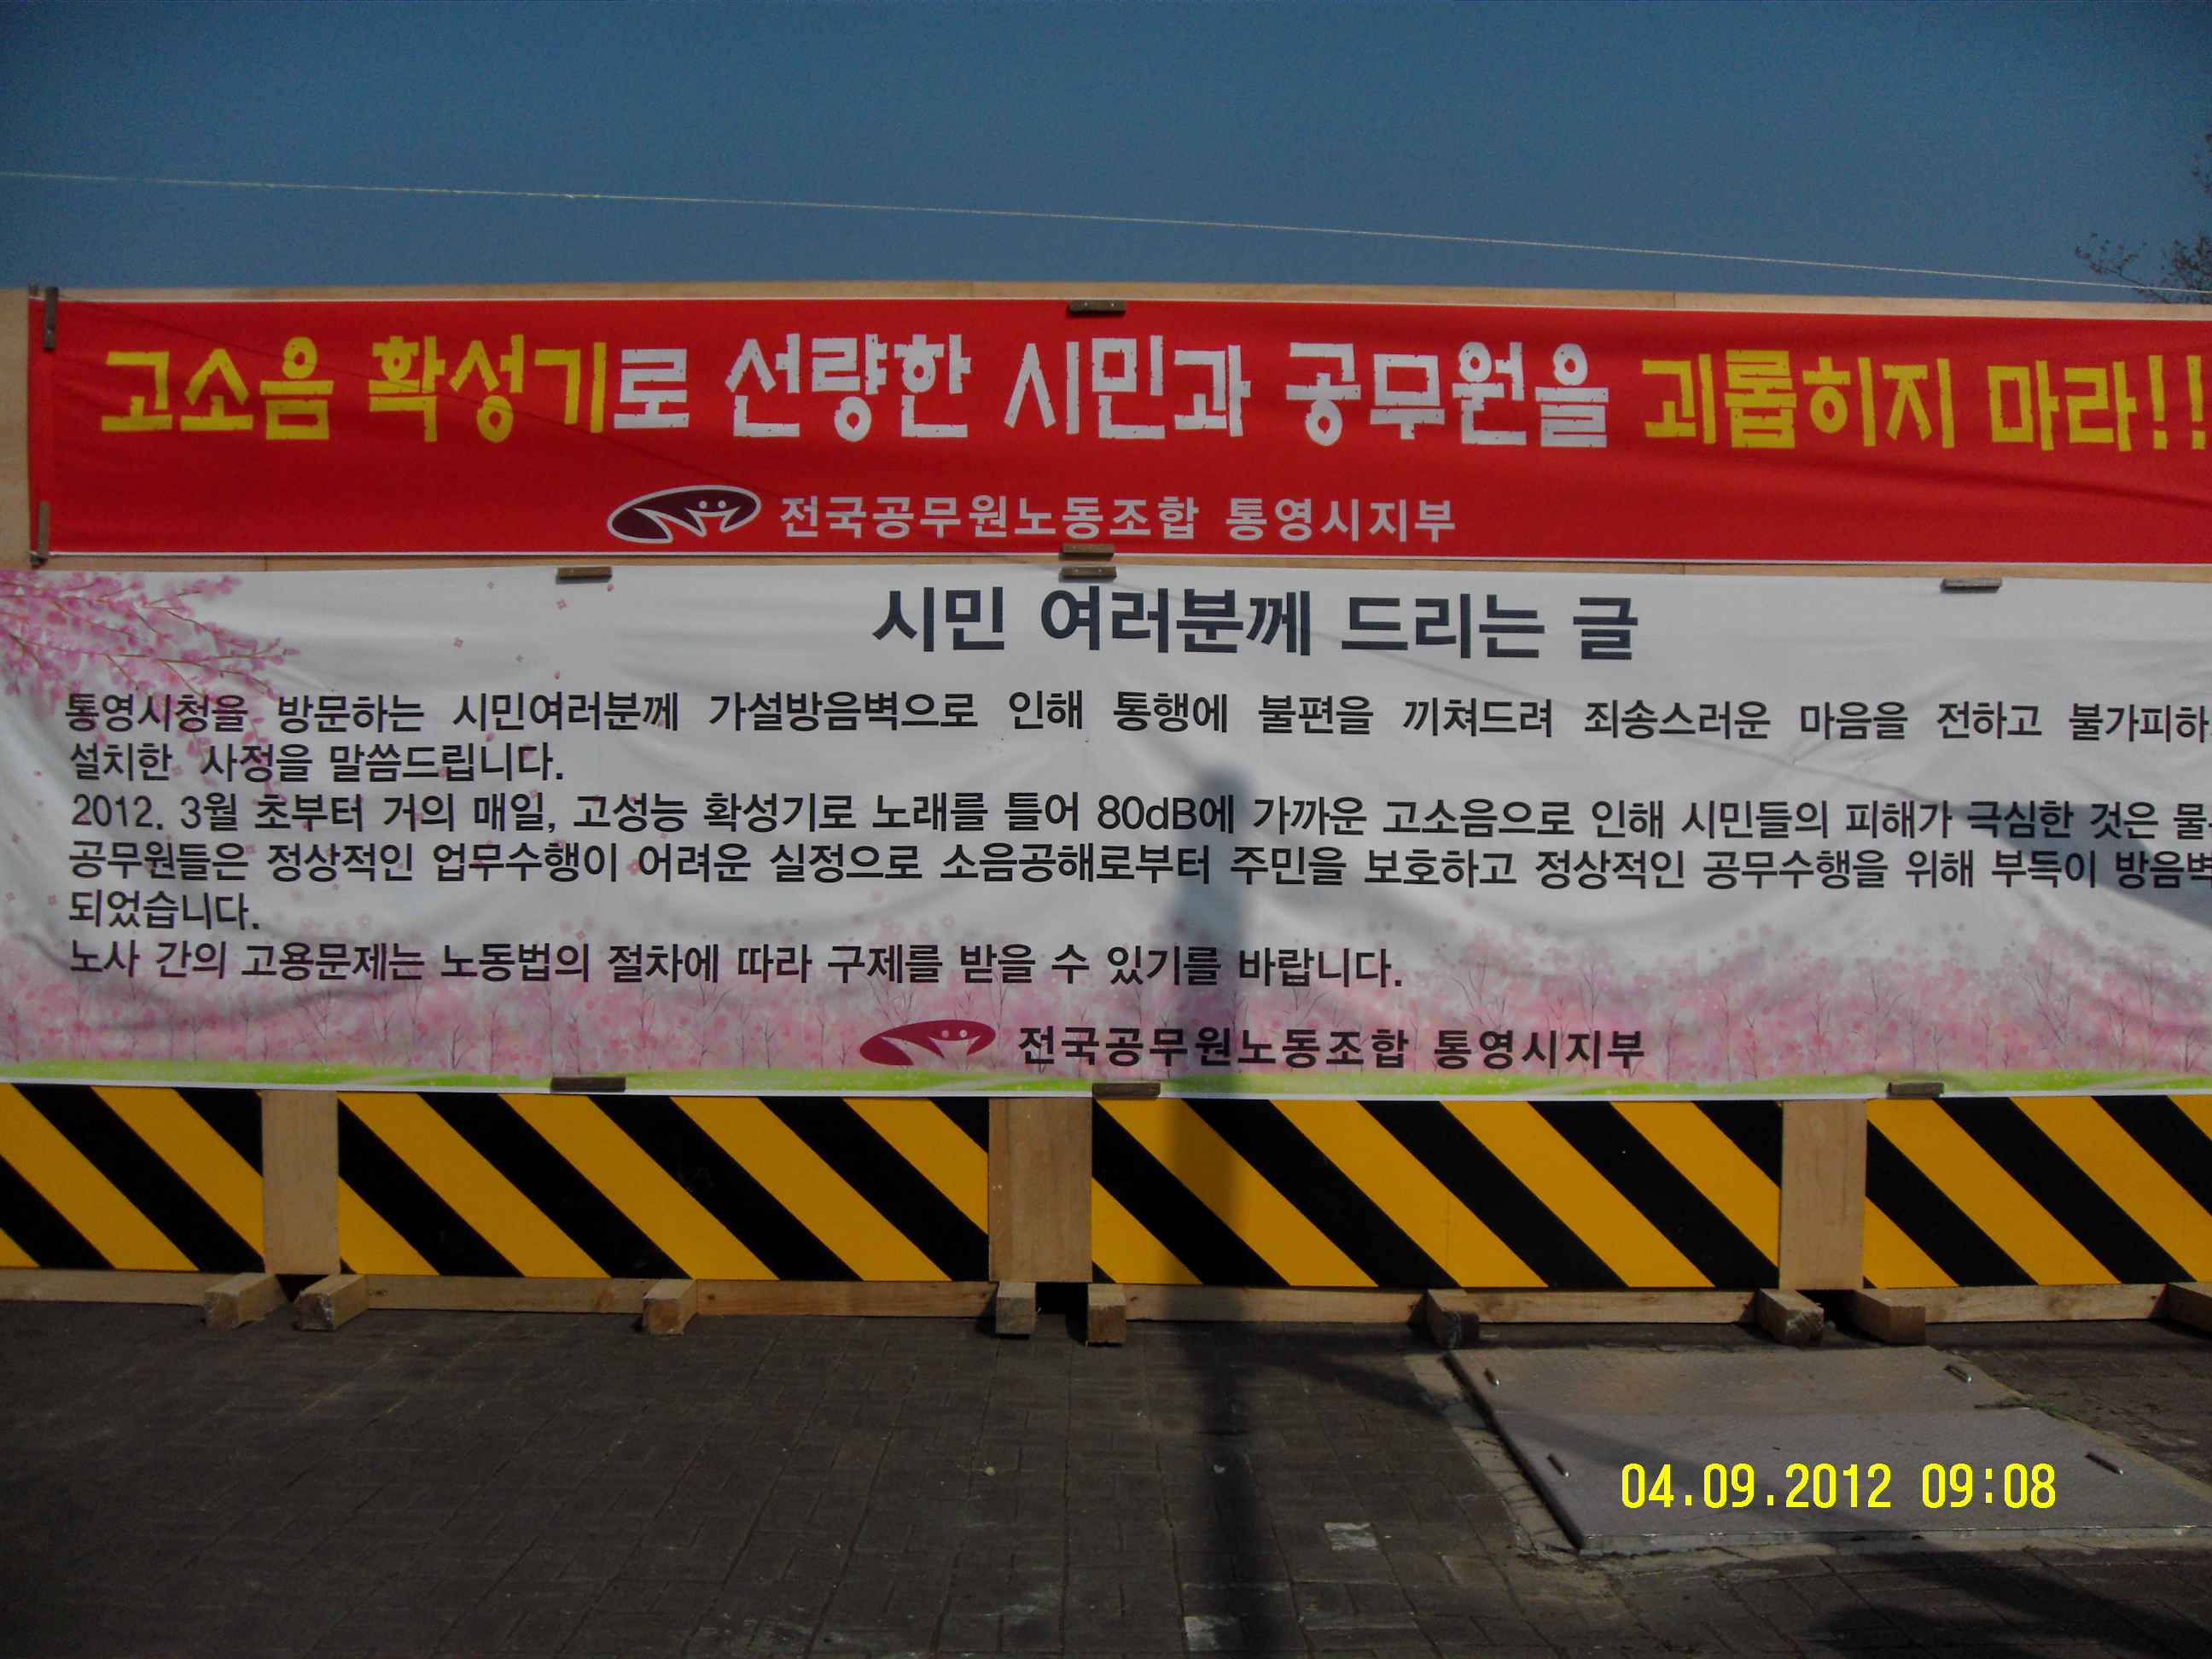 고소음 확성기로 선량한 시민과 공무원을 괴롭히지 마라!!
전국공무원노동조합 통영시지부
시민 여러분께 드리는 글
통영시청을 방문하는 시민여러분께 가설방음벽으로 인해 통행에 불편을 끼쳐드려 죄송스러운 마음을 전하고 불가피하
설치한 사정을 말씀드립니다.
2012. 3월 초부터 거의 매일, 고성능 확성기로 노래를 틀어 80dB에 가까운 고소음으로 인해 시민들의 피해가 극심한 것은
공무원들은 정상적인 업무수행이 어려운 실정으로 소음공해로부터 주민을 보호하고 정상적인 공무수행을 위해 부득이 방음벽
되었습니다.
노사 간의 고용문제는 노동법의 절차에 따라 구제를 받을 수 있기를 바랍니다.
전국공무원노동조합 통영시지부
04.09.2012 09:08